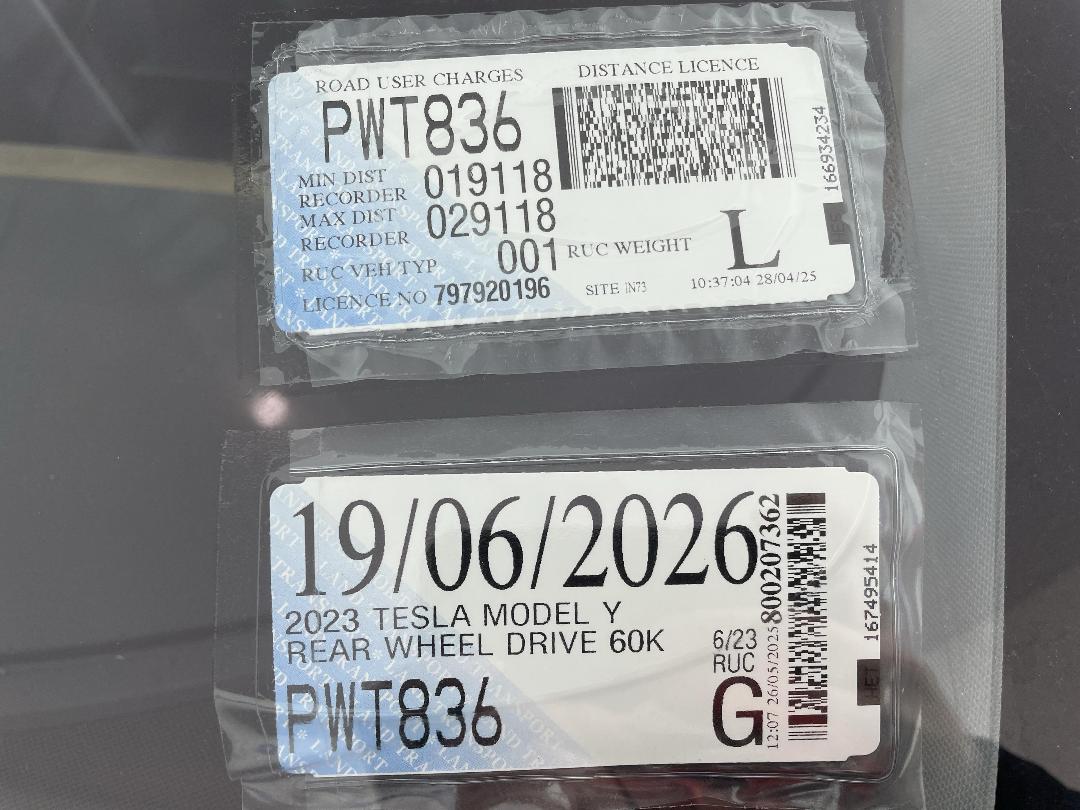 ROAD USER CHARGES
DISTANCE LICENCE
PWT836
MIN DIST RECORDER 019118
MAX DIST RECORDER 029118
RUC VEH TYP 001
RUC WEIGHT L
LICENCE NO 797920196
SITE IN73
10:37:04 28/04/25
166934234
19/06/2026
2023 TESLA MODEL Y
REAR WHEEL DRIVE 60K
6/23
RUC
PWT836
G
12:07 26/05/2025
800207362
167495414